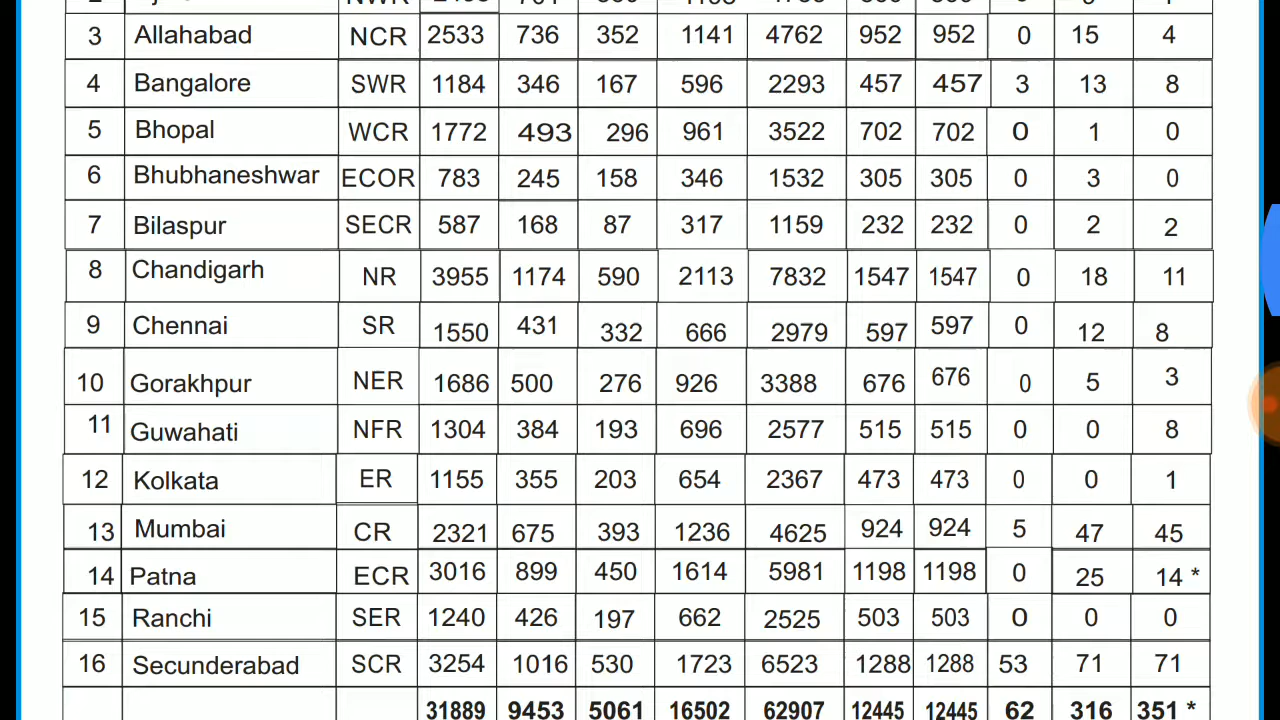 3 Allahabad NCR 2533 736 352 1141 4762 952 952 0 15 4
4 Bangalore SWR 1184 346 167 596 2293 457 457 3 13 8
5 Bhopal WCR 1772 493 296 961 3522 702 702 0 1 0
6 Bhubhaneshwar ECOR 783 245 158 346 1532 305 305 0 3 0
7 Bilaspur SECR 587 168 87 317 1159 232 232 0 2 2
8 Chandigarh NR 3955 1174 590 2113 7832 1547 1547 0 18 11
9 Chennai SR 1550 431 332 666 2979 597 597 0 12 8
10 Gorakhpur NER 1686 500 276 926 3388 676 676 0 5 3
11 Guwahati NFR 1304 384 193 696 2577 515 515 0 0 8
12 Kolkata ER 1155 355 203 654 2367 473 473 0 0 1
13 Mumbai CR 2321 675 393 1236 4625 924 924 5 47 45
14 Patna ECR 3016 899 450 1614 5981 1198 1198 0 25 14 *
15 Ranchi SER 1240 426 197 662 2525 503 503 0 0 0
16 Secunderabad SCR 3254 1016 530 1723 6523 1288 1288 53 71 71
31889 9453 5061 16502 62907 12445 12445 62 316 351 *